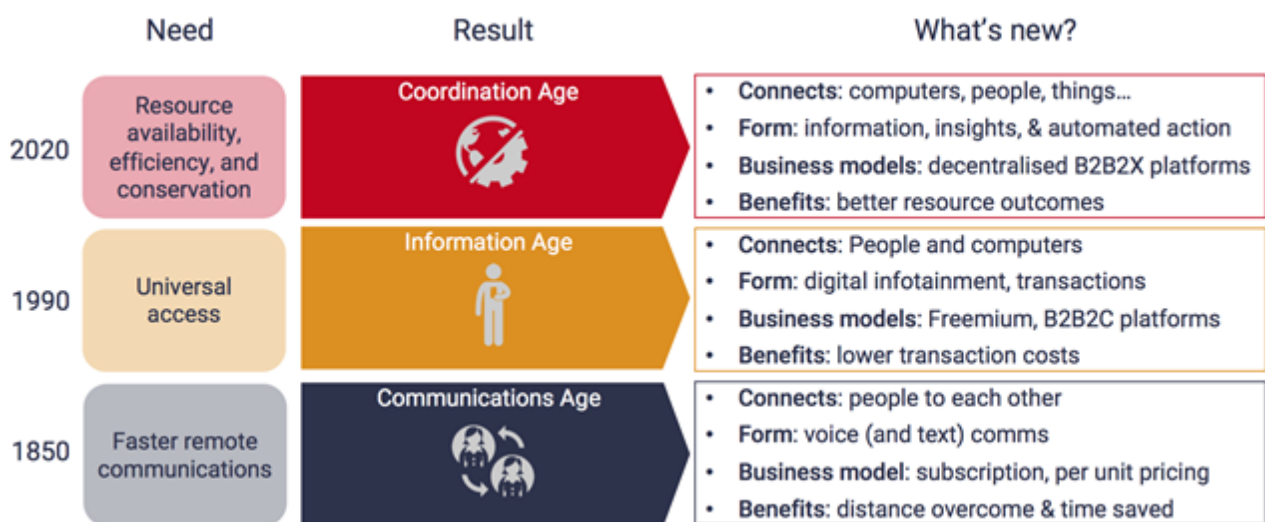 Need
Result
What's new?
2020
Resource
availability,
efficiency, and
conservation
Coordination Age
• Connects: computers, people, things...
• Form: information, insights, & automated action
• Business models: decentralised B2B2X platforms
• Benefits: better resource outcomes
1990
Universal
access
Information Age
• Connects: People and computers
• Form: digital infotainment, transactions
• Business models: Freemium, B2B2C platforms
• Benefits: lower transaction costs
1850
Faster remote
communications
Communications Age
• Connects: people to each other
• Form: voice (and text) comms
• Business model: subscription, per unit pricing
• Benefits: distance overcome & time saved